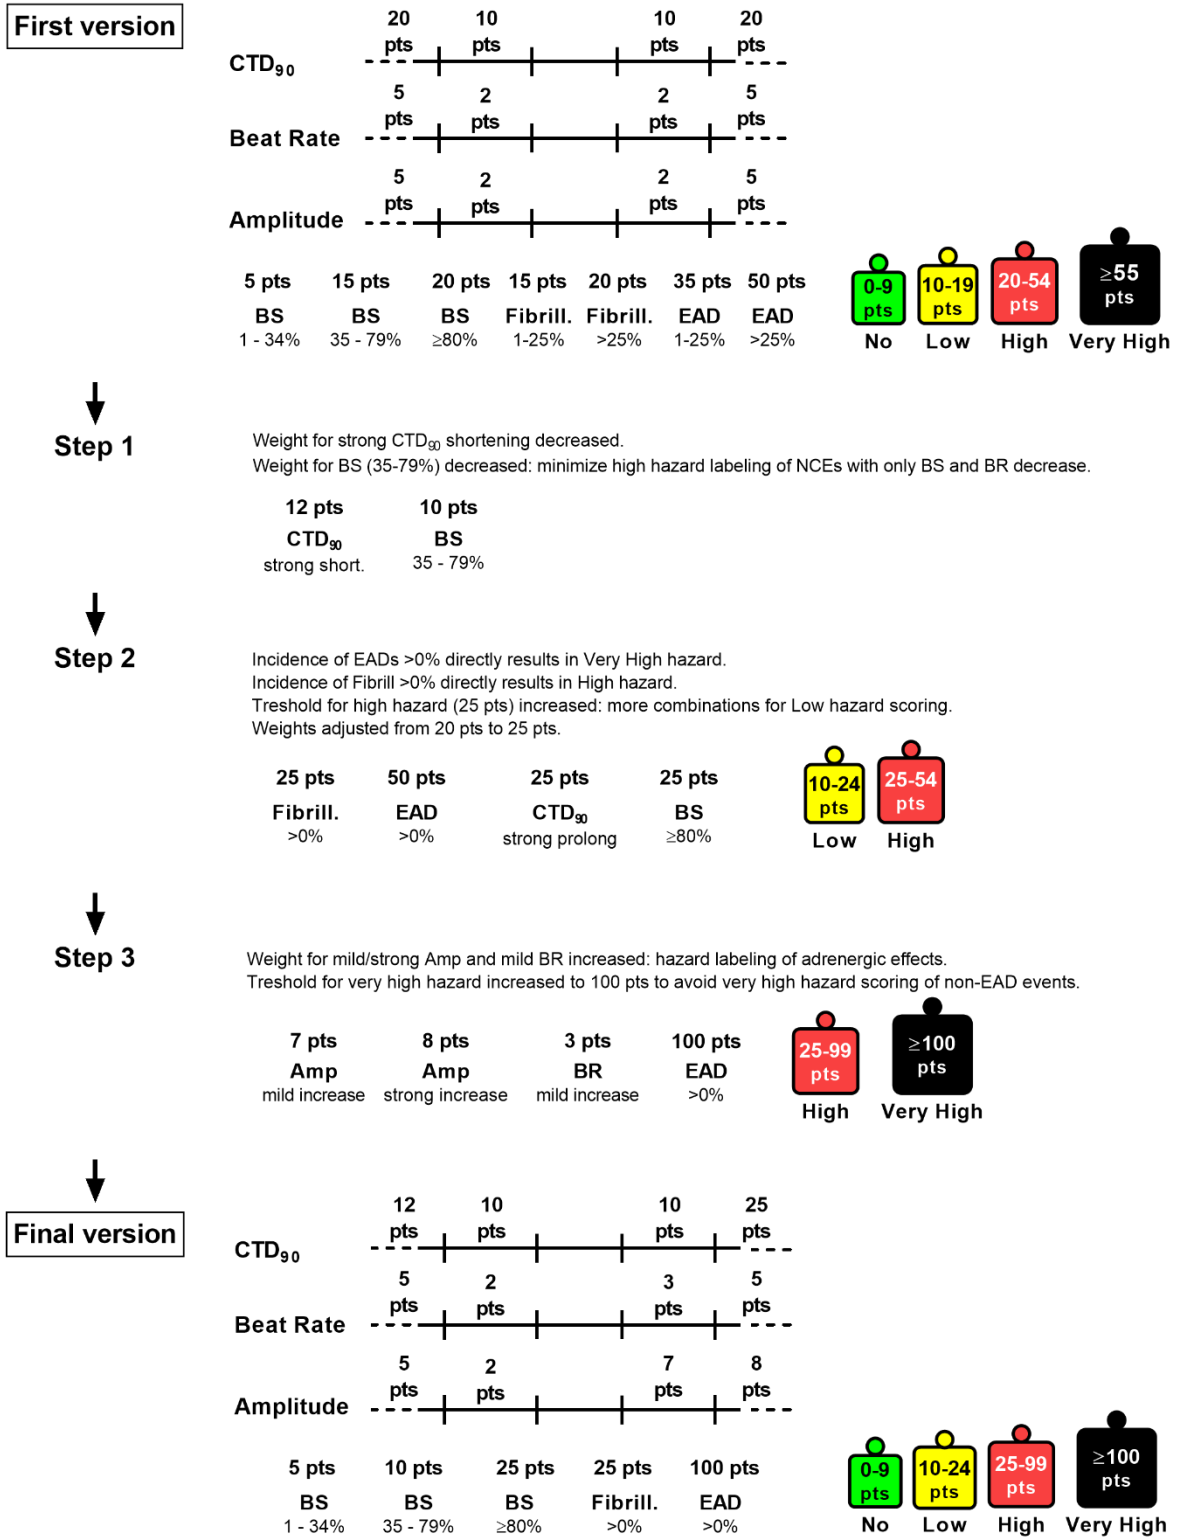 First version
20 10 10 20
pts pts pts pts
CTD90
5 2 2 5
pts pts pts pts
Beat Rate
5 2 2 5
pts pts pts pts
Amplitude
5 pts 15 pts 20 pts 15 pts 20 pts 35 pts 50 pts
BS BS BS Fibrill. Fibrill. EAD EAD
1 - 34% 35 - 79% ≥80% 1-25% >25% 1-25% >25%
0-9 10-19 20-54 ≥55
pts pts pts pts
No Low High Very High
Step 1
Weight for strong CTD90 shortening decreased.
Weight for BS (35-79%) decreased: minimize high hazard labeling of NCEs with only BS and BR decrease.
12 pts 10 pts
CTD90 BS
strong short. 35 - 79%
Step 2
Incidence of EADs >0% directly results in Very High hazard.
Incidence of Fibrill >0% directly results in High hazard.
Treshold for high hazard (25 pts) increased: more combinations for Low hazard scoring.
Weights adjusted from 20 pts to 25 pts.
25 pts 50 pts 25 pts 25 pts
Fibrill. EAD CTD90 BS
>0% >0% strong prolong ≥80%
10-24 25-54
pts pts
Low High
Step 3
Weight for mild/strong Amp and mild BR increased: hazard labeling of adrenergic effects.
Treshold for very high hazard increased to 100 pts to avoid very high hazard scoring of non-EAD events.
7 pts 8 pts 3 pts 100 pts
Amp Amp BR EAD
mild increase strong increase mild increase >0%
25-99 ≥100
pts pts
High Very High
Final version
12 10 10 25
pts pts pts pts
CTD90
5 2 3 5
pts pts pts pts
Beat Rate
5 2 7 8
pts pts pts pts
Amplitude
5 pts 10 pts 25 pts 25 pts 100 pts
BS BS BS Fibrill. EAD
1 - 34% 35 - 79% ≥80% >0% >0%
0-9 10-24 25-99 ≥100
pts pts pts pts
No Low High Very High